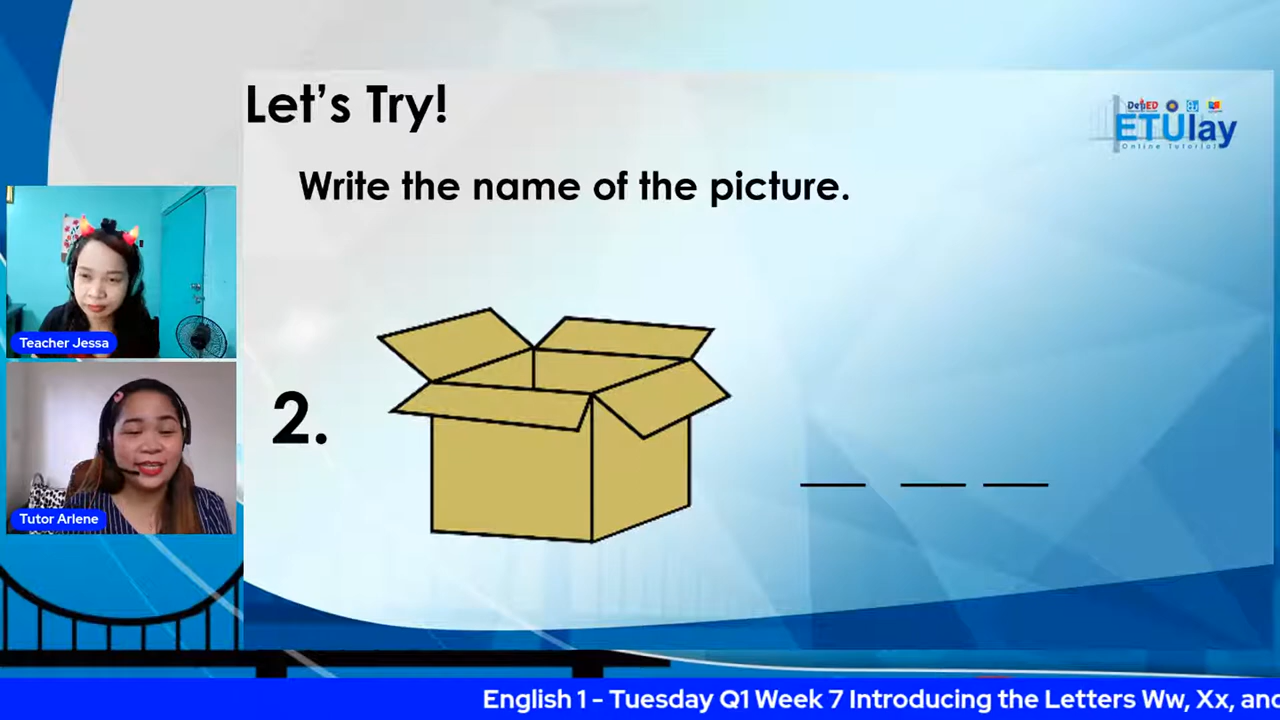 Let's Try!
DepED
ETUlay
Online Tutorial
Write the name of the picture.
Teacher Jessa
2.
Tutor Arlene
English 1 - Tuesday Q1 Week 7 Introducing the Letters Ww, Xx, and